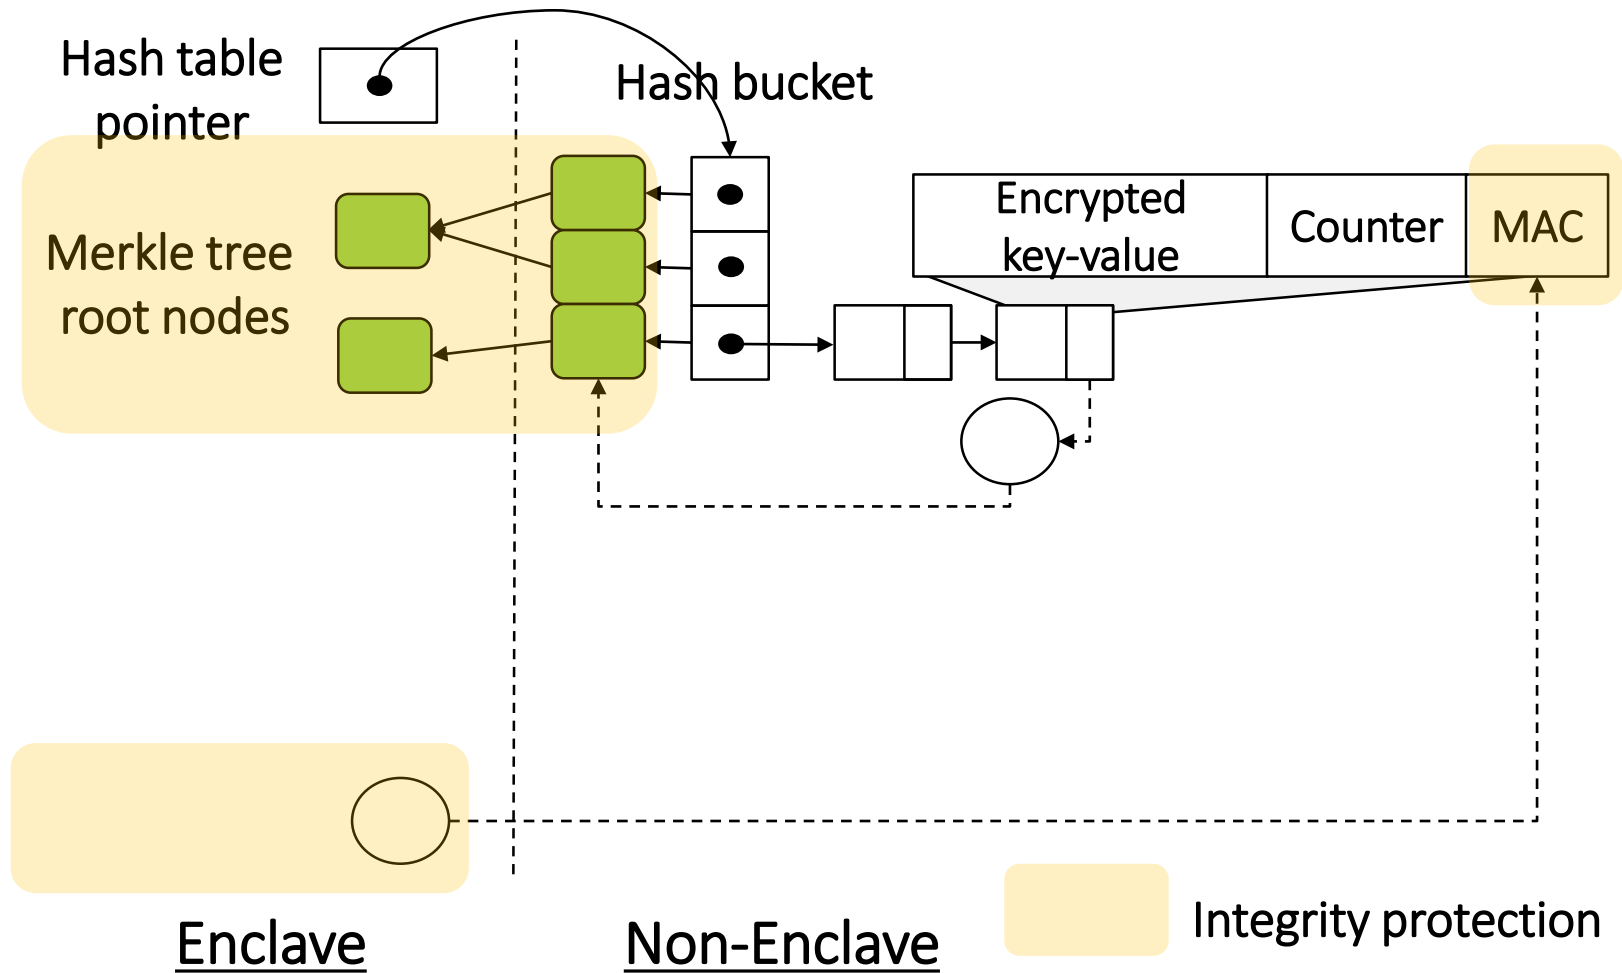 Hash table
pointer
Hash bucket
Merkle tree
root nodes
Encrypted
key-value
Counter
MAC
Enclave
Non-Enclave
Integrity protection